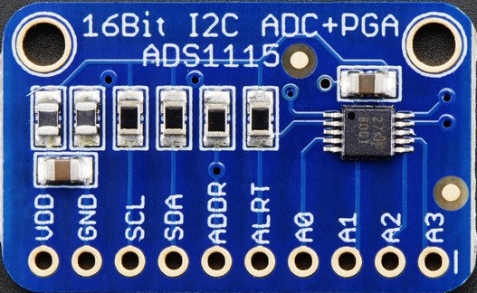 16Bit I2C ADC+PGA
ADS1115
VDD GND SCL SDA ADDR ALRT A0 A1 A2 A3